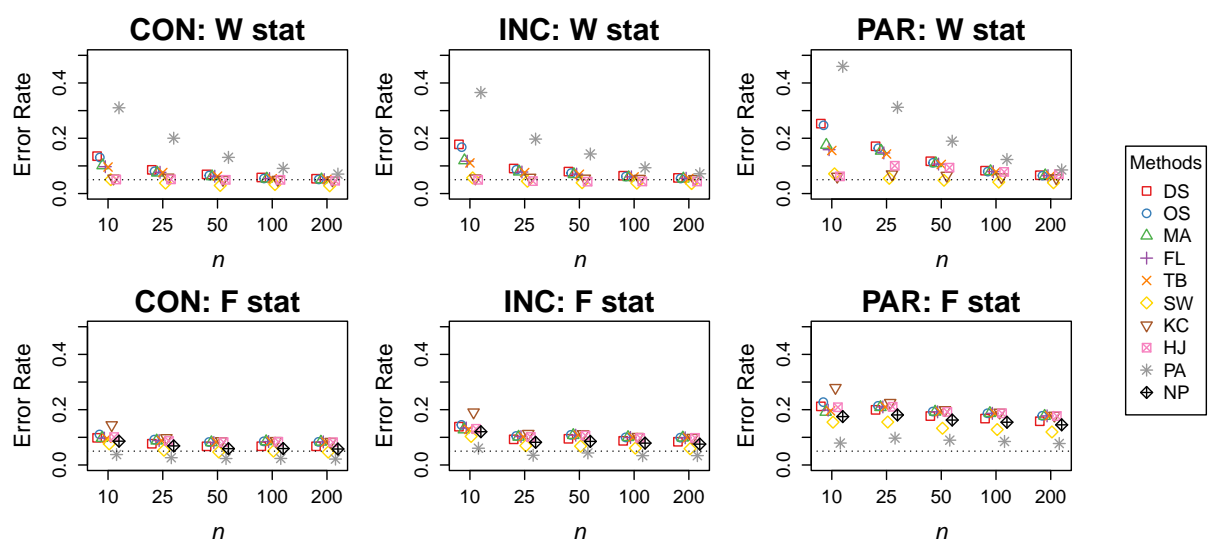 CON: W stat
INC: W stat
PAR: W stat
Error Rate
0.0
0.2
0.4
10
25
50
100
200
n
Error Rate
0.0
0.2
0.4
10
25
50
100
200
n
Error Rate
0.0
0.2
0.4
10
25
50
100
200
n
CON: F stat
INC: F stat
PAR: F stat
Error Rate
0.0
0.2
0.4
10
25
50
100
200
n
Error Rate
0.0
0.2
0.4
10
25
50
100
200
n
Error Rate
0.0
0.2
0.4
10
25
50
100
200
n
Methods
DS
OS
MA
FL
TB
SW
KC
HJ
PA
NP